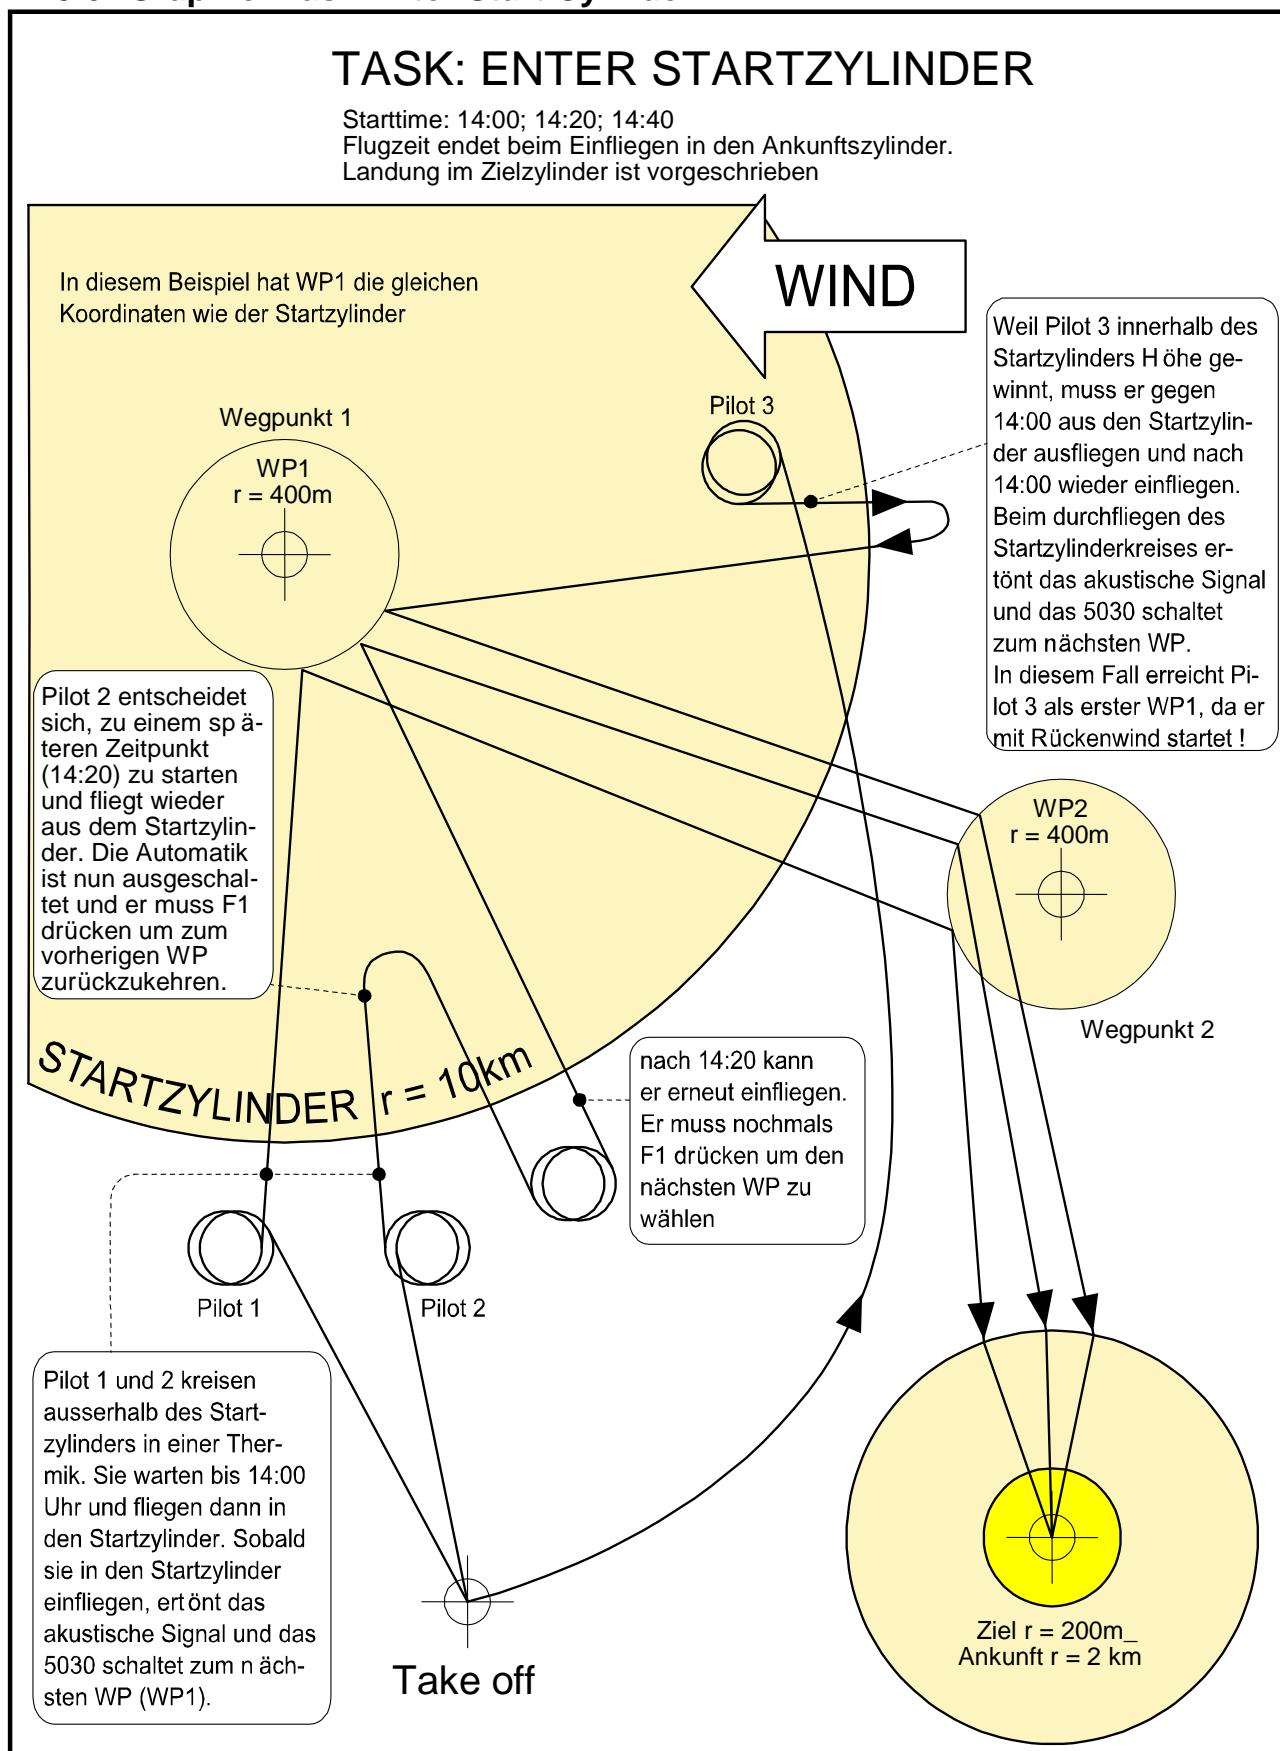 TASK: ENTER STARTZYLINDER
Starttime: 14:00; 14:20; 14:40
Flugzeit endet beim Einfliegen in den Ankunftszylinder.
Landung im Zielzylinder ist vorgeschrieben
In diesem Beispiel hat WP1 die gleichen
Koordinaten wie der Startzylinder
WIND
Weil Pilot 3 innerhalb des
Startzylinders H öhe ge-
winnt, muss er gegen
14:00 aus den Startzylin-
der ausfliegen und nach
14:00 wieder einfliegen.
Beim durchfliegen des
Startzylinderkreises er-
tönt das akustische Signal
und das 5030 schaltet
zum nächsten WP.
In diesem Fall erreicht Pi-
lot 3 als erster WP1, da er
mit Rückenwind startet !
Pilot 3
Wegpunkt 1
WP1
r = 400m
Pilot 2 entscheidet
sich, zu einem sp ä-
teren Zeitpunkt
(14:20) zu starten
und fliegt wieder
aus dem Startzylin-
der. Die Automatik
ist nun ausgeschal-
tet und er muss F1
drücken um zum
vorherigen WP
zurückzukehren.
WP2
r = 400m
Wegpunkt 2
STARTZYLINDER r = 10km
nach 14:20 kann
er erneut einfliegen.
Er muss nochmals
F1 drücken um den
nächsten WP zu
wählen
Pilot 1
Pilot 2
Pilot 1 und 2 kreisen
ausserhalb des Start-
zylinders in einer Ther-
mik. Sie warten bis 14:00
Uhr und fliegen dann in
den Startzylinder. Sobald
sie in den Startzylinder
einfliegen, ert önt das
akustische Signal und das
5030 schaltet zum n äch-
sten WP (WP1).
Take off
Ziel r = 200m_
Ankunft r = 2 km